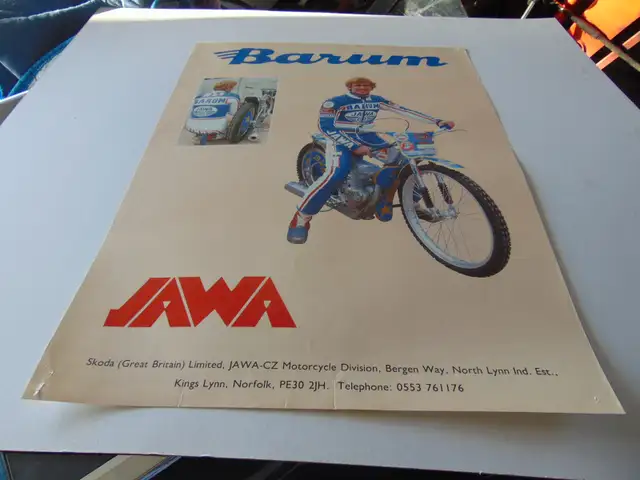 Barum
BARUM
BARUM
JAWA
JAWA
Skoda (Great Britain) Limited, JAWA-CZ Motorcycle Division, Bergen Way, North Lynn Ind. Est.,
Kings Lynn, Norfolk, PE30 2JH. Telephone: 0553 761176